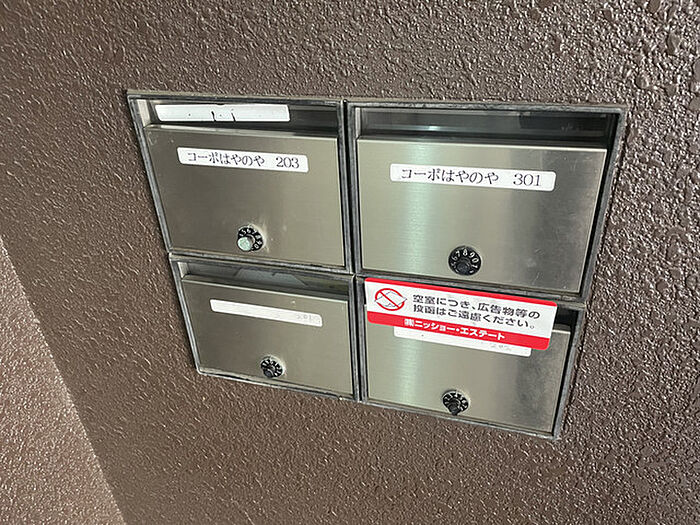 コーポはやのや 203
コーポはやのや 301
201
空室につき、広告物等の
投函はご遠慮ください。
㈱ニッショー・エステート